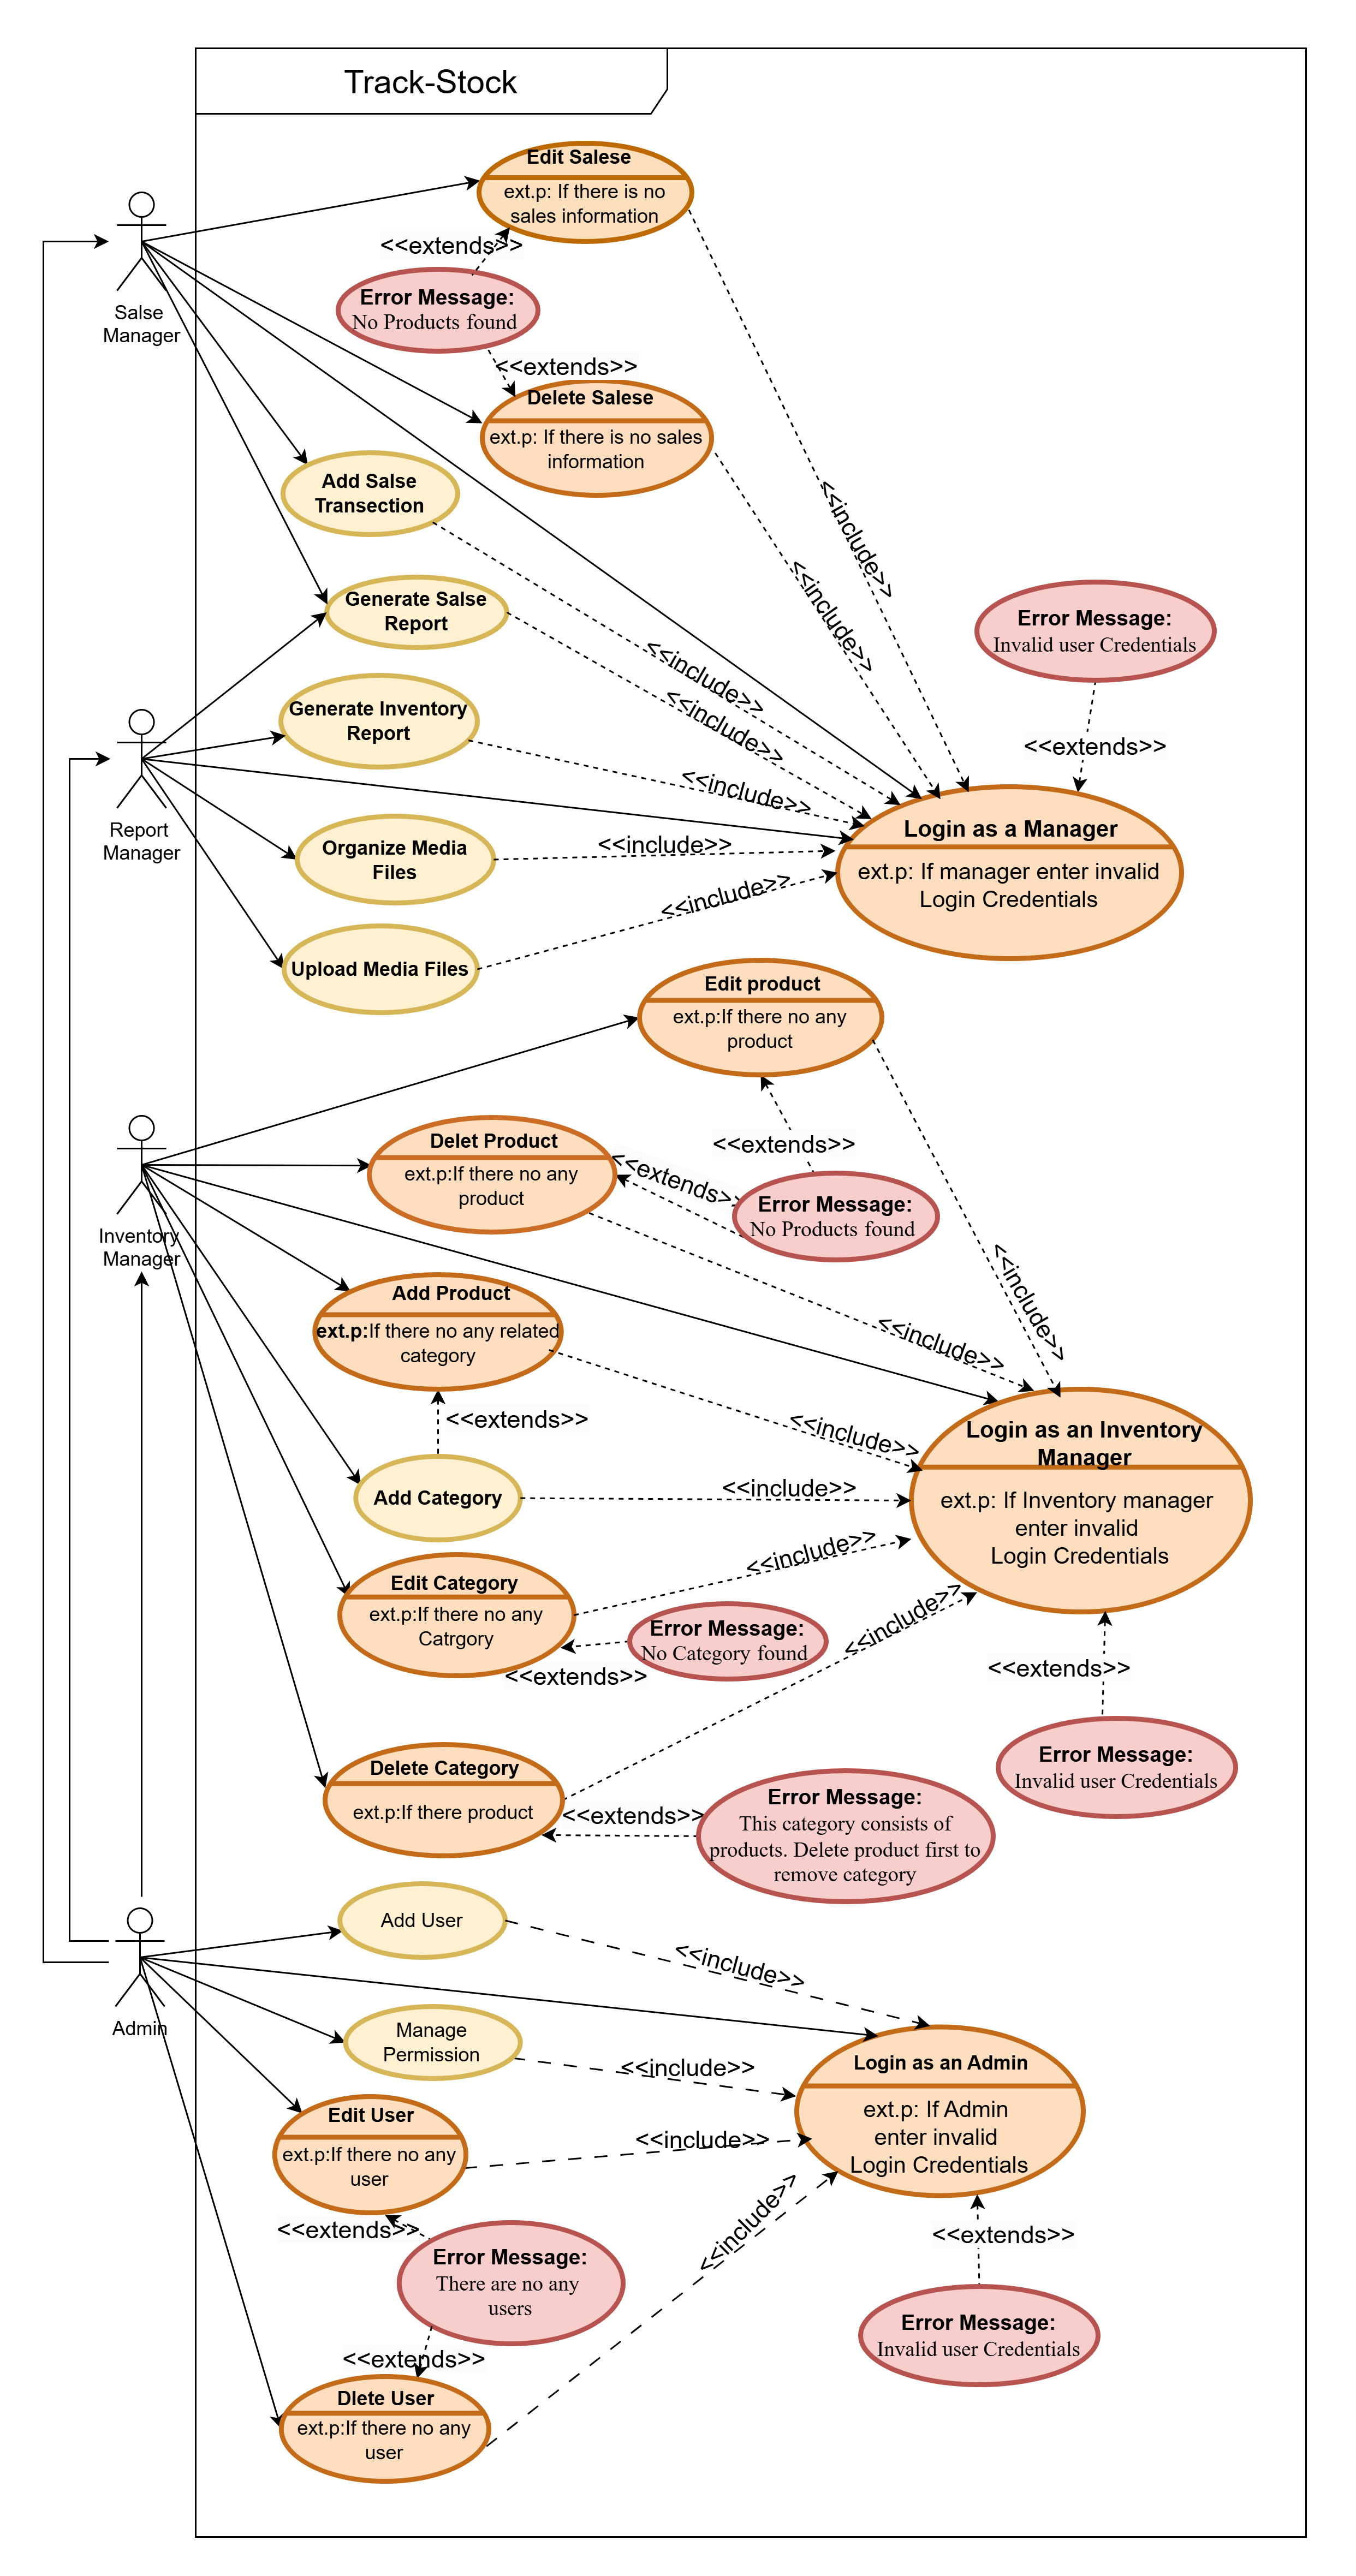 Track-Stock
Edit Salese
ext.p: If there is no
sales information
<<extends>>
Salse
Manager
Error Message:
No Products found
<<extends>>
Delete Salese
ext.p: If there is no sales
information
Add Salse
Transection
<<include>>
<<include>>
Generate Salse
Report
Error Message:
Invalid user Credentials
<<include>>
<<include>>
Generate Inventory
Report
<<extends>>
<<include>>
Report
Manager
Login as a Manager
ext.p: If manager enter invalid
Login Credentials
Organize Media
Files
<<include>>
<<include>>
Upload Media Files
Edit product
ext.p:If there no any
product
<<extends>>
Delet Product
ext.p:If there no any
product
<<extends>>
Error Message:
No Products found
Inventory
Manager
<<include>>
<<include>>
Add Product
ext.p:If there no any related
category
<<extends>>
<<include>>
Login as an Inventory
Manager
ext.p: If Inventory manager
enter invalid
Login Credentials
Add Category
<<include>>
<<include>>
Edit Category
ext.p:If there no any
Catrgory
Error Message:
No Category found
<<extends>>
<<include>>
<<extends>>
Error Message:
Invalid user Credentials
Delete Category
ext.p:If there product
<<extends>>
Error Message:
This category consists of
products. Delete product first to
remove category
Add User
<<include>>
Admin
Manage
Permission
<<include>>
Login as an Admin
ext.p: If Admin
enter invalid
Login Credentials
Edit User
ext.p:If there no any
user
<<include>>
<<extends>>
<<include>>
<<extends>>
Error Message:
There are no any
users
Error Message:
Invalid user Credentials
<<extends>>
Dlete User
ext.p:If there no any
user